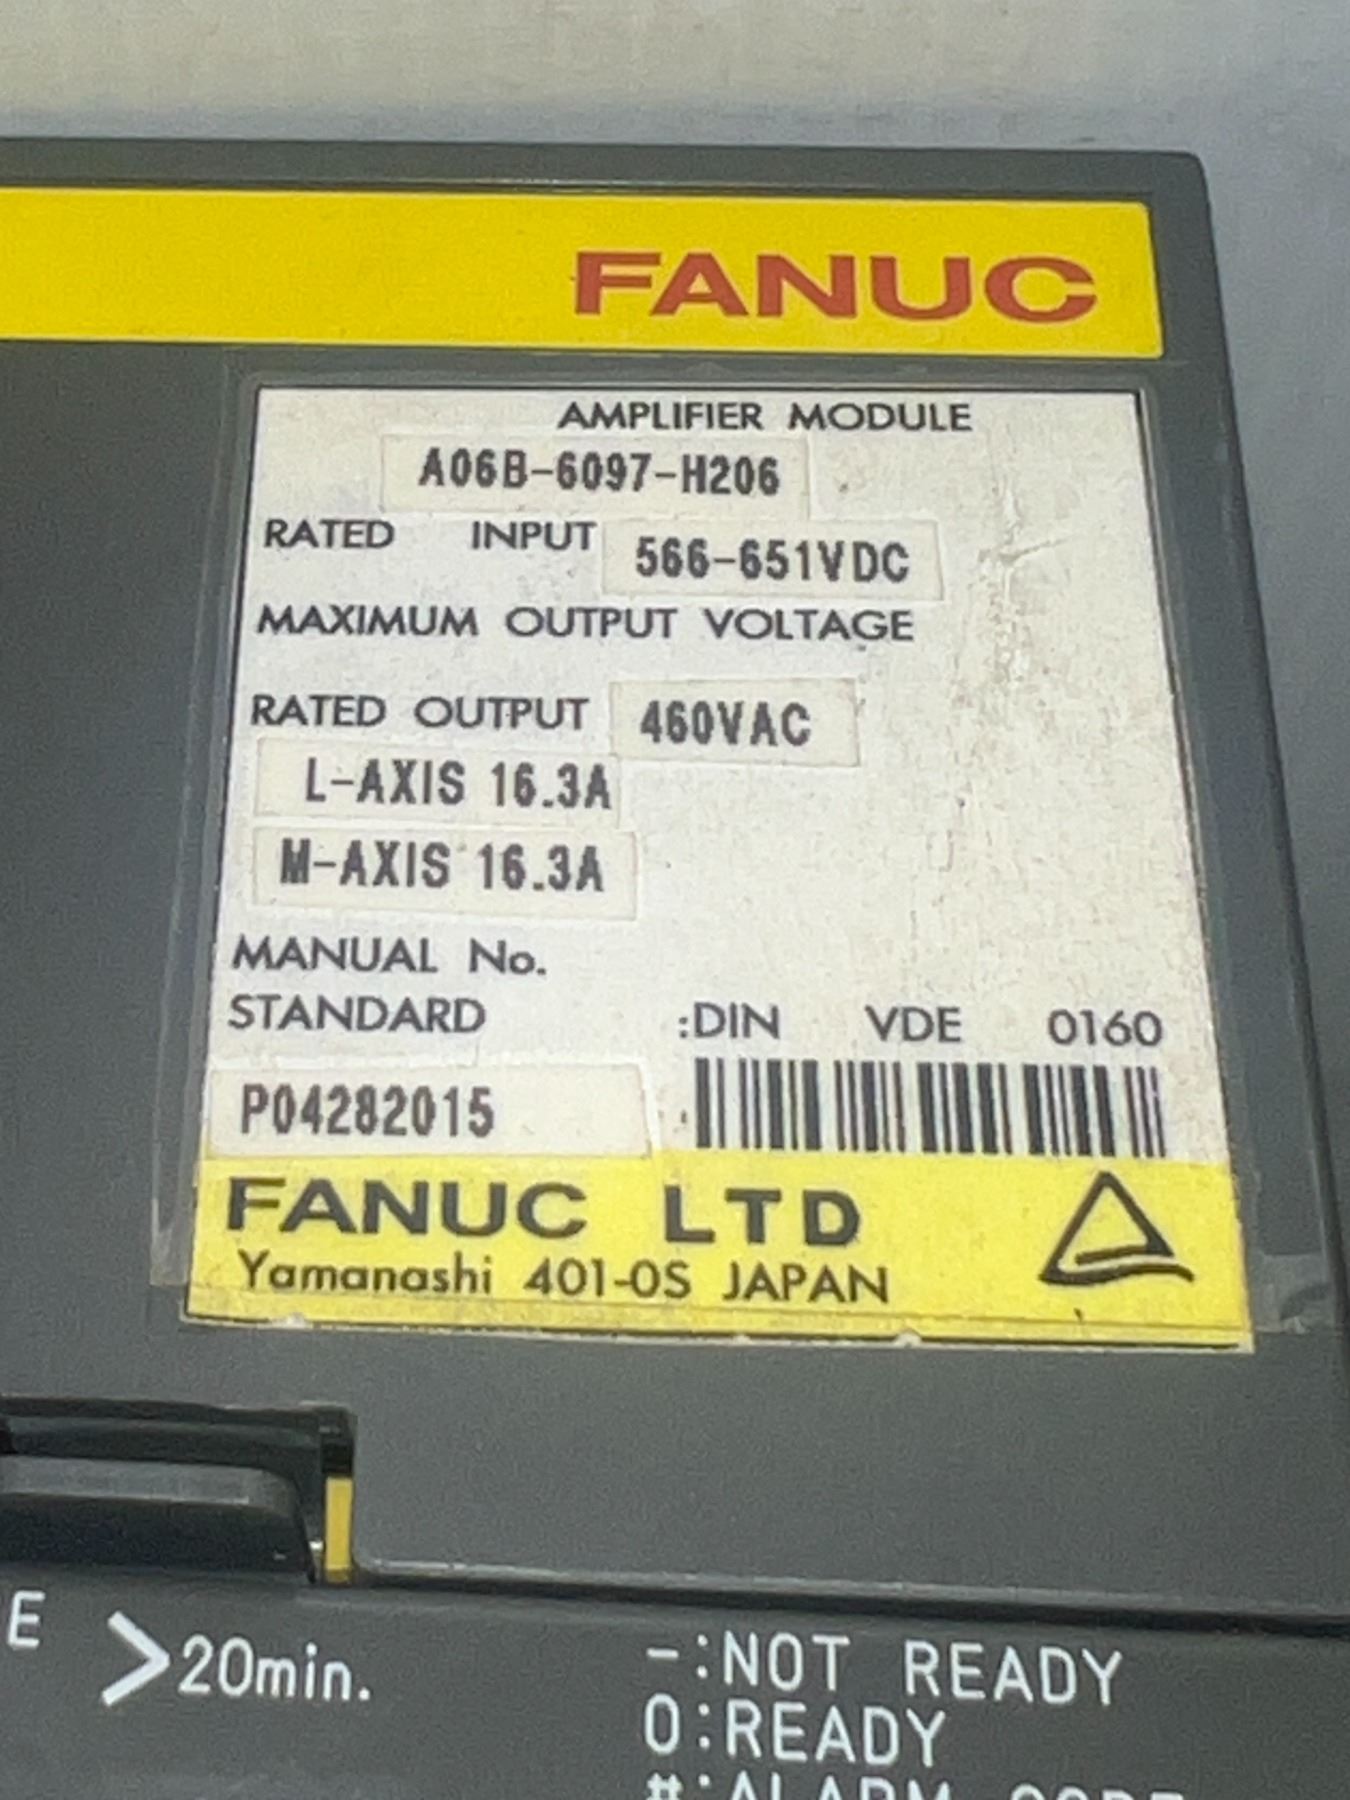 FANUC
AMPLIFIER MODULE
A06B-6097-H206
RATED INPUT 566-651VDC
MAXIMUM OUTPUT VOLTAGE
RATED OUTPUT 460VAC
L-AXIS 16.3A
M-AXIS 16.3A
MANUAL No.
STANDARD :DIN VDE 0160
P04282015
FANUC LTD
Yamanashi 401-0S JAPAN
E >20min.
-:NOT READY
0:READY
#:ALARM CODE